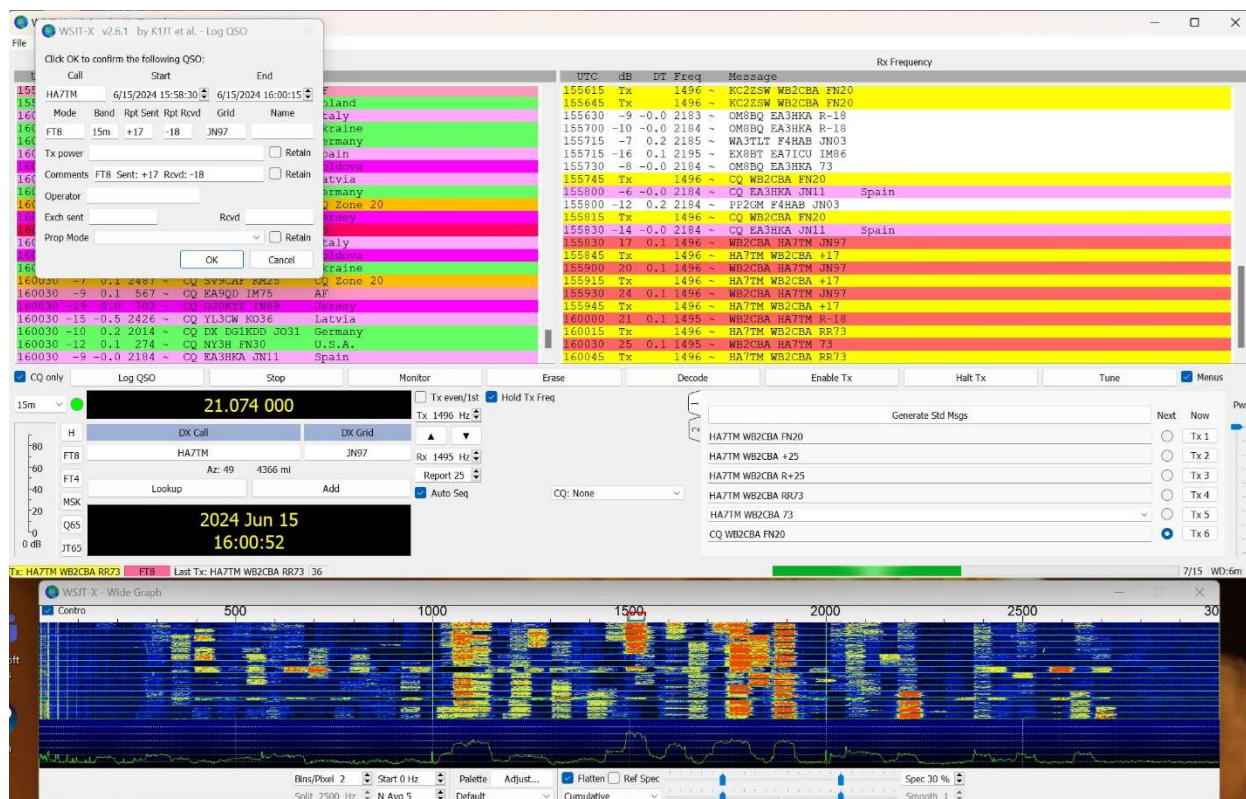 WSJT-X v2.6.1 by K1JT et al. - Log QSO
File
Click OK to confirm the following QSO:
Call Start End
HA7TM 6/15/2024 15:58:30 6/15/2024 16:00:15
Mode Band Rpt Sent Rpt Rcvd Grid Name
FT8 15m +17 -18 JN97
Tx power Retain
Comments FT8 Sent: +17 Rcvd: -18 Retain
Operator
Exch sent Rcvd
Prop Mode Retain
OK Cancel
160030 -7 0.1 2487 ~ CQ SV9CAF KM25 CQ Zone 20
160030 -9 0.1 567 ~ CQ EA9QD IM75 AF
160030 -19 0.0 703 ~ CQ GJ0KYZ IN89 Jersey
160030 -15 -0.5 2426 ~ CQ YL3CW KO36 Latvia
160030 -10 0.2 2014 ~ CQ DX DG1KDD JO31 Germany
160030 -12 0.1 274 ~ CQ NY3H FN30 U.S.A.
160030 -9 -0.0 2184 ~ CQ EA3HKA JN11 Spain
Rx Frequency
UTC dB DT Freq Message
155615 Tx 1496 ~ KC2ZSW WB2CBA FN20
155645 Tx 1496 ~ KC2ZSW WB2CBA FN20
155630 -9 -0.0 2183 ~ OM8BQ EA3HKA R-18
155700 -10 -0.0 2184 ~ OM8BQ EA3HKA R-18
155715 -7 0.2 2185 ~ WA3TLT F4HAB JN03
155715 -16 0.1 2195 ~ EX8BT EA7ICU IM86
155730 -8 -0.0 2184 ~ OM8BQ EA3HKA 73
155745 Tx 1496 ~ CQ WB2CBA FN20
155800 -6 -0.0 2184 ~ CQ EA3HKA JN11 Spain
155800 -12 0.2 2184 ~ PP2GM F4HAB JN03
155815 Tx 1496 ~ CQ WB2CBA FN20
155830 -14 -0.0 2184 ~ CQ EA3HKA JN11 Spain
155830 17 0.1 1496 ~ WB2CBA HA7TM JN97
155845 Tx 1496 ~ HA7TM WB2CBA +17
155900 20 0.1 1496 ~ WB2CBA HA7TM JN97
155915 Tx 1496 ~ HA7TM WB2CBA +17
155930 24 0.1 1496 ~ WB2CBA HA7TM JN97
155945 Tx 1496 ~ HA7TM WB2CBA +17
160000 21 0.1 1495 ~ WB2CBA HA7TM R-18
160015 Tx 1496 ~ HA7TM WB2CBA RR73
160030 25 0.1 1495 ~ WB2CBA HA7TM 73
160045 Tx 1496 ~ HA7TM WB2CBA RR73
CQ only Log QSO Stop Monitor Erase Decode Enable Tx Halt Tx Tune Menus
15m 21.074 000 Tx even/1st Hold Tx Freq
Tx 1496 Hz
Generate Std Msgs Next Now
H DX Call DX Grid
HA7TM WB2CBA FN20 Tx 1
FT8 HA7TM JN97 Rx 1495 Hz
HA7TM WB2CBA +25 Tx 2
Az: 49 4366 mi Report 25
HA7TM WB2CBA R+25 Tx 3
FT4 Lookup Add Auto Seq CQ: None
HA7TM WB2CBA RR73 Tx 4
MSK
HA7TM WB2CBA 73 Tx 5
Q65 2024 Jun 15
CQ WB2CBA FN20 Tx 6
JT65 16:00:52
-80
-60
-40
-20
0
0 dB
Tx: HA7TM WB2CBA RR73 FT8 Last Tx: HA7TM WB2CBA RR73 36 7/15 WD:6m
WSJT-X - Wide Graph
Contro 500 1000 1500 2000 2500 30
Bins/Pixel 2 Start 0 Hz Palette Adjust... Flatten Ref Spec Spec 30 %
Split 2500 Hz N Avg 5 Default Cumulative Smooth 1